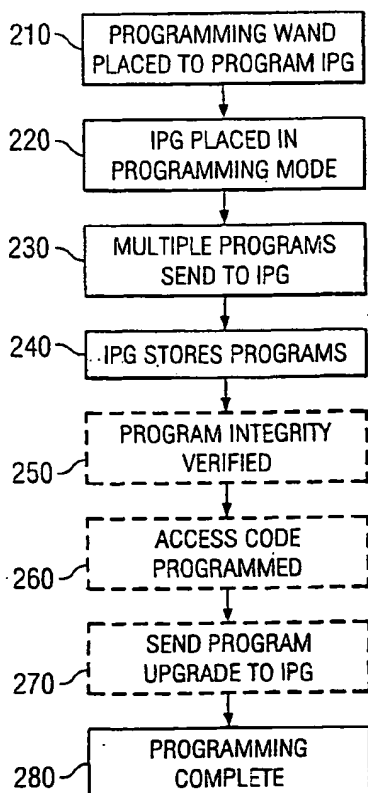 210
PROGRAMMING WAND
PLACED TO PROGRAM IPG
220
IPG PLACED IN
PROGRAMMING MODE
230
MULTIPLE PROGRAMS
SEND TO IPG
240
IPG STORES PROGRAMS
250
PROGRAM INTEGRITY
VERIFIED
260
ACCESS CODE
PROGRAMMED
270
SEND PROGRAM
UPGRADE TO IPG
280
PROGRAMMING
COMPLETE